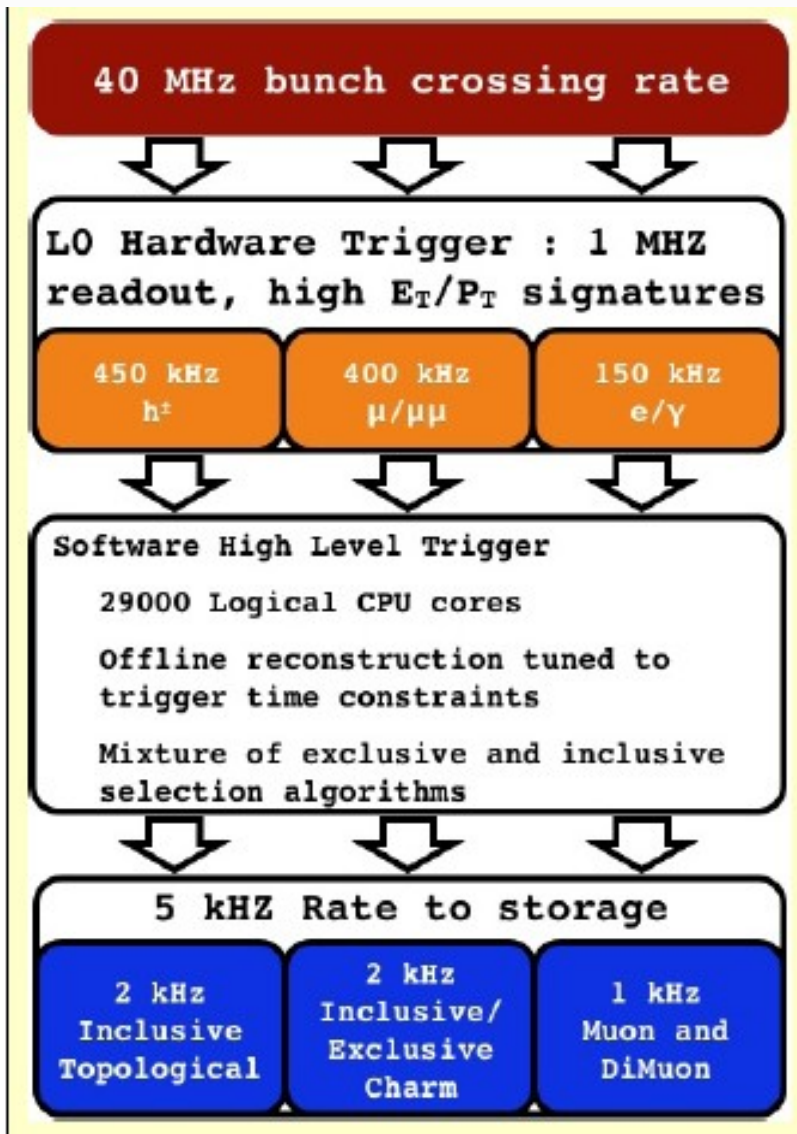 40 MHz bunch crossing rate
L0 Hardware Trigger : 1 MHZ
readout, high ET/PT signatures
450 kHz
h±
400 kHz
μ/μμ
150 kHz
e/γ
Software High Level Trigger
29000 Logical CPU cores
Offline reconstruction tuned to
trigger time constraints
Mixture of exclusive and inclusive
selection algorithms
5 kHZ Rate to storage
2 kHz
Inclusive
Topological
2 kHz
Inclusive/
Exclusive
Charm
1 kHz
Muon and
DiMuon